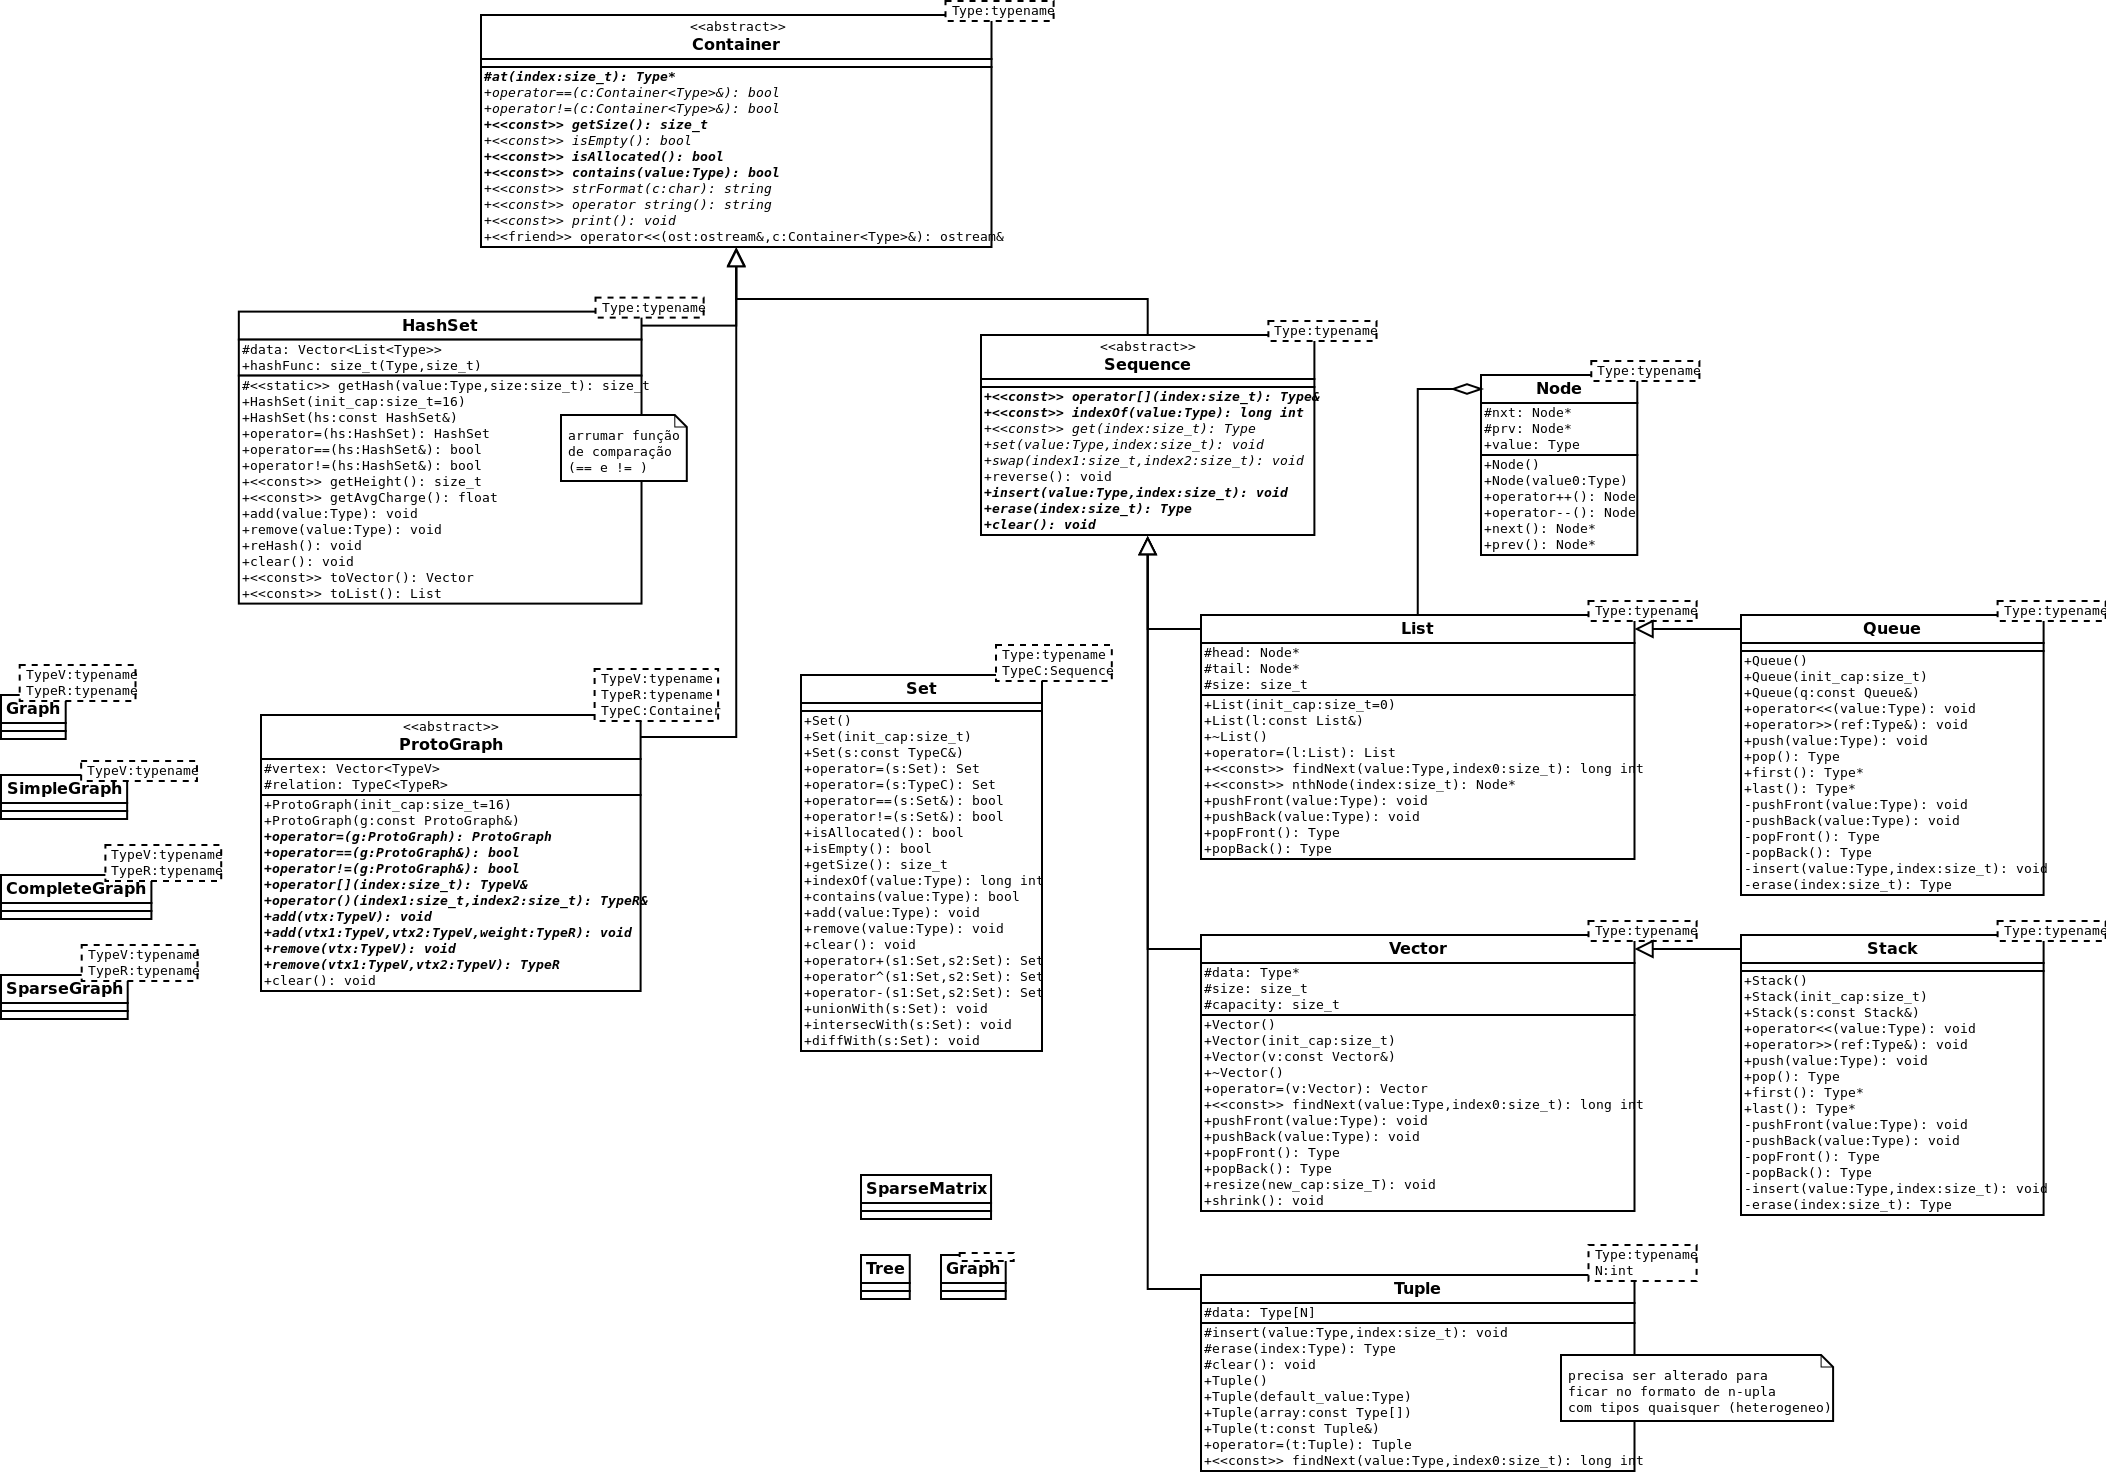 Type:typename
<<abstract>>
Container
#at(index:size_t): Type*
+operator==(c:Container<Type>&): bool
+operator!=(c:Container<Type>&): bool
+<<const>> getSize(): size_t
+<<const>> isEmpty(): bool
+<<const>> isAllocated(): bool
+<<const>> contains(value:Type): bool
+<<const>> strFormat(c:char): string
+<<const>> operator string(): string
+<<const>> print(): void
+<<friend>> operator<<(ost:ostream&,c:Container<Type>&): ostream&
Type:typename
HashSet
#data: Vector<List<Type>>
+hashFunc: size_t(Type,size_t)
#<<static>> getHash(value:Type,size:size_t): size_t
+HashSet(init_cap:size_t=16)
+HashSet(hs:const HashSet&)
+operator=(hs:HashSet): HashSet
+operator==(hs:HashSet&): bool
+operator!=(hs:HashSet&): bool
+<<const>> getHeight(): size_t
+<<const>> getAvgCharge(): float
+add(value:Type): void
+remove(value:Type): void
+reHash(): void
+clear(): void
+<<const>> toVector(): Vector
+<<const>> toList(): List
arrumar função
de comparação
(== e != )
Type:typename
<<abstract>>
Sequence
+<<const>> operator[](index:size_t): Type&
+<<const>> indexOf(value:Type): long int
+<<const>> get(index:size_t): Type
+set(value:Type,index:size_t): void
+swap(index1:size_t,index2:size_t): void
+reverse(): void
+insert(value:Type,index:size_t): void
+erase(index:size_t): Type
+clear(): void
Type:typename
Node
#nxt: Node*
#prv: Node*
+value: Type
+Node()
+Node(value0:Type)
+operator++(): Node
+operator--(): Node
+next(): Node*
+prev(): Node*
TypeV:typename
TypeR:typename
Graph
TypeV:typename
SimpleGraph
TypeV:typename
TypeR:typename
CompleteGraph
TypeV:typename
TypeR:typename
SparseGraph
TypeV:typename
TypeR:typename
TypeC:Container
<<abstract>>
ProtoGraph
#vertex: Vector<TypeV>
#relation: TypeC<TypeR>
+ProtoGraph(init_cap:size_t=16)
+ProtoGraph(g:const ProtoGraph&)
+operator=(g:ProtoGraph): ProtoGraph
+operator==(g:ProtoGraph&): bool
+operator!=(g:ProtoGraph&): bool
+operator[](index:size_t): TypeV&
+operator()(index1:size_t,index2:size_t): TypeR&
+add(vtx:TypeV): void
+add(vtx1:TypeV,vtx2:TypeV,weight:TypeR): void
+remove(vtx:TypeV): void
+remove(vtx1:TypeV,vtx2:TypeV): TypeR
+clear(): void
Type:typename
TypeC:Sequence
Set
+Set()
+Set(init_cap:size_t)
+Set(s:const TypeC&)
+operator=(s:Set): Set
+operator=(s:TypeC): Set
+operator==(s:Set&): bool
+operator!=(s:Set&): bool
+isAllocated(): bool
+isEmpty(): bool
+getSize(): size_t
+indexOf(value:Type): long int
+contains(value:Type): bool
+add(value:Type): void
+remove(value:Type): void
+clear(): void
+operator+(s1:Set,s2:Set): Set
+operator^(s1:Set,s2:Set): Set
+operator-(s1:Set,s2:Set): Set
+unionWith(s:Set): void
+intersecWith(s:Set): void
+diffWith(s:Set): void
Type:typename
List
#head: Node*
#tail: Node*
#size: size_t
+List(init_cap:size_t=0)
+List(l:const List&)
+~List()
+operator=(l:List): List
+<<const>> findNext(value:Type,index0:size_t): long int
+<<const>> nthNode(index:size_t): Node*
+pushFront(value:Type): void
+pushBack(value:Type): void
+popFront(): Type
+popBack(): Type
Type:typename
Queue
+Queue()
+Queue(init_cap:size_t)
+Queue(q:const Queue&)
+operator<<(value:Type): void
+operator>>(ref:Type&): void
+push(value:Type): void
+pop(): Type
+first(): Type*
+last(): Type*
-pushFront(value:Type): void
-pushBack(value:Type): void
-popFront(): Type
-popBack(): Type
-insert(value:Type,index:size_t): void
-erase(index:size_t): Type
Type:typename
Vector
#data: Type*
#size: size_t
#capacity: size_t
+Vector()
+Vector(init_cap:size_t)
+Vector(v:const Vector&)
+~Vector()
+operator=(v:Vector): Vector
+<<const>> findNext(value:Type,index0:size_t): long int
+pushFront(value:Type): void
+pushBack(value:Type): void
+popFront(): Type
+popBack(): Type
+resize(new_cap:size_T): void
+shrink(): void
Type:typename
Stack
+Stack()
+Stack(init_cap:size_t)
+Stack(s:const Stack&)
+operator<<(value:Type): void
+operator>>(ref:Type&): void
+push(value:Type): void
+pop(): Type
+first(): Type*
+last(): Type*
-pushFront(value:Type): void
-pushBack(value:Type): void
-popFront(): Type
-popBack(): Type
-insert(value:Type,index:size_t): void
-erase(index:size_t): Type
SparseMatrix
Tree
Graph
Type:typename
N:int
Tuple
#data: Type[N]
#insert(value:Type,index:size_t): void
#erase(index:Type): Type
#clear(): void
+Tuple()
+Tuple(default_value:Type)
+Tuple(array:const Type[])
+Tuple(t:const Tuple&)
+operator=(t:Tuple): Tuple
+<<const>> findNext(value:Type,index0:size_t): long int
precisa ser alterado para
ficar no formato de n-upla
com tipos quaisquer (heterogeneo)